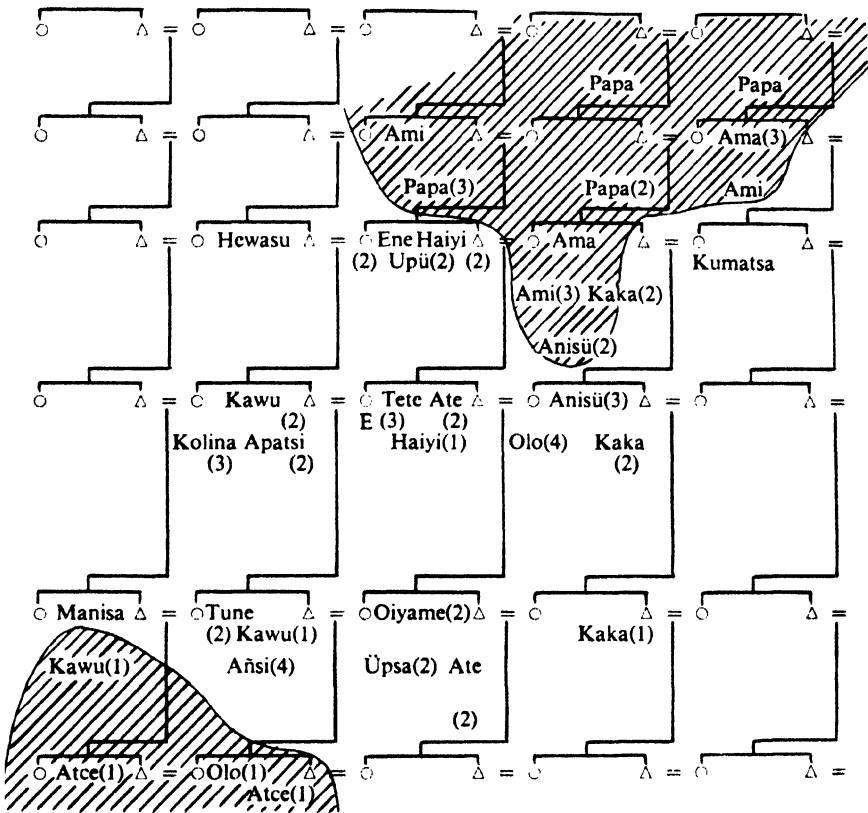 Papa Papa
Ami Ama(3)
Papa(3) Papa(2) Ami
Hewasu Ene Haiyi Ama
(2) Upü(2) (2) Kumatsa
Ami(3) Kaka(2)
Anisü(2)
Kawu Tete Ate Anisü(3)
(2) E (3) (2)
Kolina Apatsi Haiyi(1) Olo(4) Kaka
(3) (2) (2)
Manisa Tune Oiyame(2)
(2) Kawu(1) Kaka(1)
Kawu(1) Añsi(4) Üpsa(2) Ate
(2)
Atce(1) Olo(1)
Atce(1)